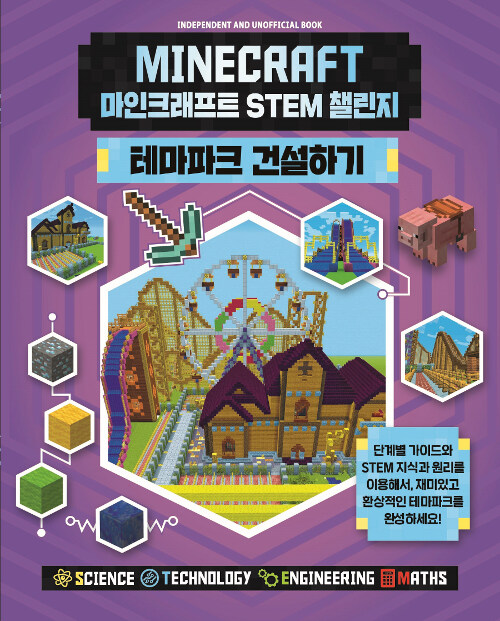 INDEPENDENT AND UNOFFICIAL BOOK
MINECRAFT
마인크래프트 STEM 챌린지
테마파크 건설하기
단계별 가이드와
STEM 지식과 원리를
이용해서, 재미있고
환상적인 테마파크를
완성하세요!
SCIENCE TECHNOLOGY ENGINEERING MATHS